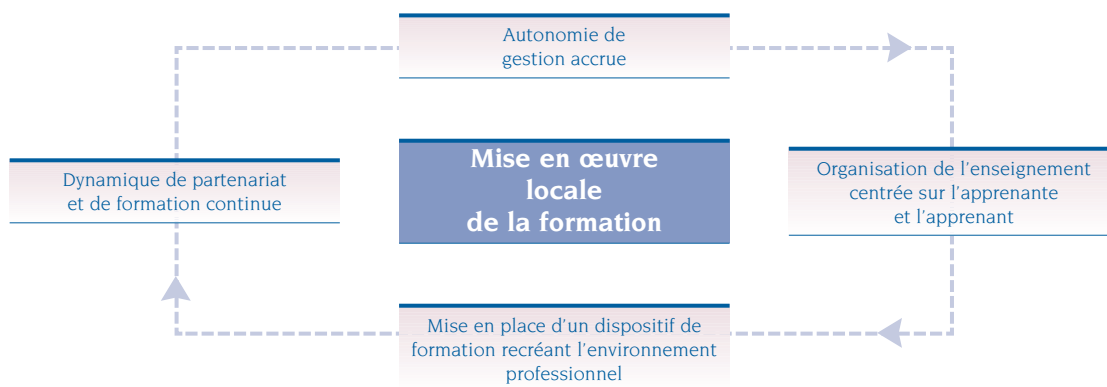 Autonomie de
gestion accrue
Dynamique de partenariat
et de formation continue
Mise en œuvre
locale
de la formation
Organisation de l'enseignement
centrée sur l'apprenante
et l'apprenant
Mise en place d'un dispositif de
formation recréant l'environnement
professionnel